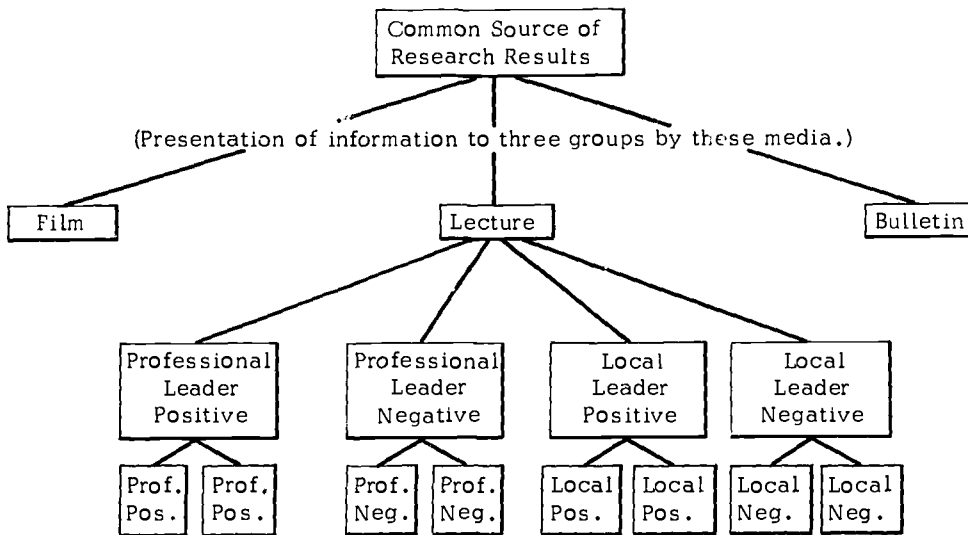 Common Source of
Research Results
(Presentation of information to three groups by these media.)
Film
Lecture
Bulletin
Professional
Leader
Positive
Professional
Leader
Negative
Local
Leader
Positive
Local
Leader
Negative
Prof.
Pos.
Prof.
Pos.
Prof.
Neg.
Prof.
Neg.
Local
Pos.
Local
Pos.
Local
Neg.
Local
Neg.